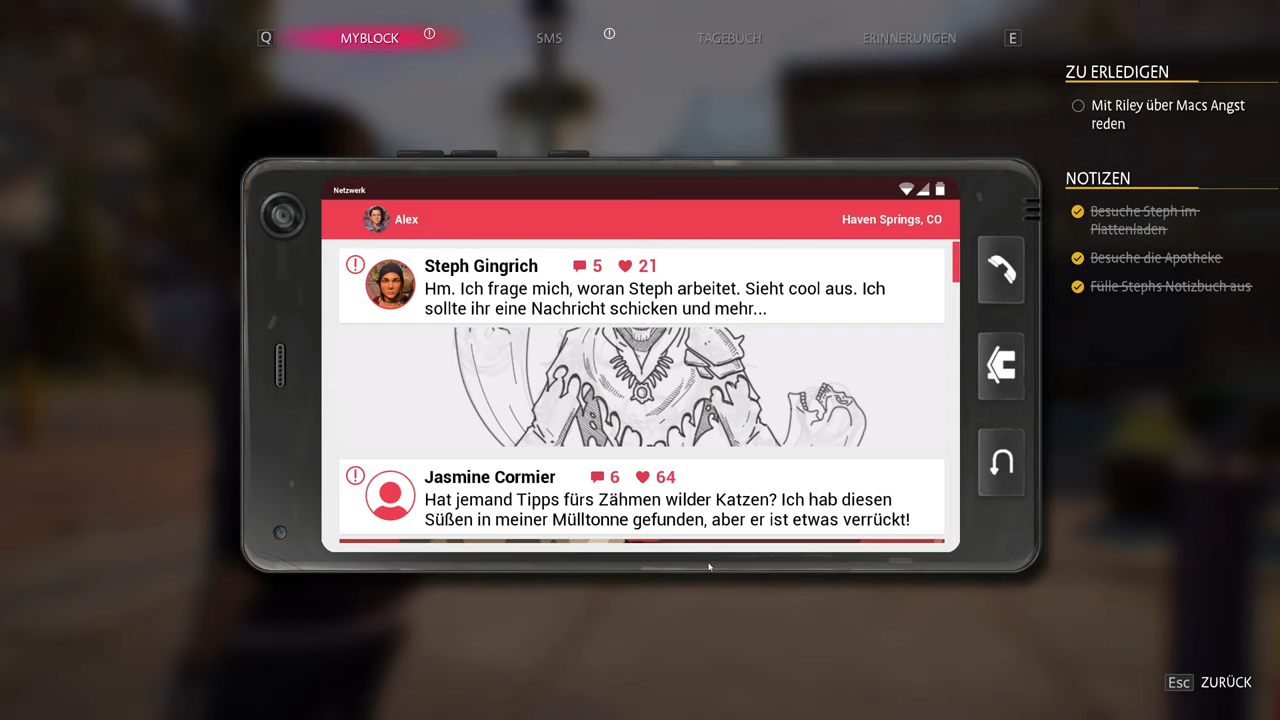 Q
MYBLOCK
SMS
TAGEBUCH
ERINNERUNGEN
E
ZU ERLEDIGEN
Mit Riley über Macs Angst
reden
NOTIZEN
Besuche Steph im
Plattenladen
Besuche die Apotheke
Fülle Stephs Notizbuch aus
Netzwerk
Alex
Haven Springs, CO
Steph Gingrich 5 21
Hm. Ich frage mich, woran Steph arbeitet. Sieht cool aus. Ich
sollte ihr eine Nachricht schicken und mehr...
Jasmine Cormier 6 64
Hat jemand Tipps fürs Zähmen wilder Katzen? Ich hab diesen
Süßen in meiner Mülltonne gefunden, aber er ist etwas verrückt!
Esc ZURÜCK